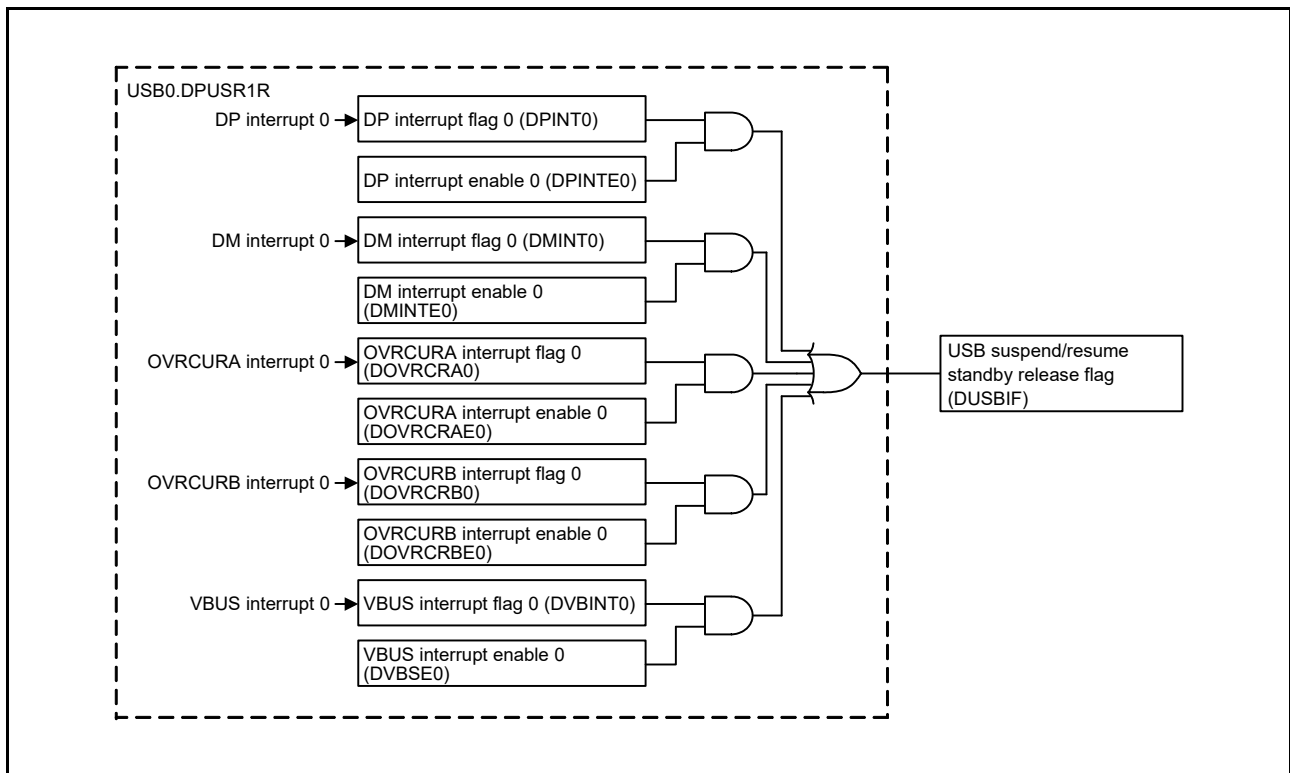 USB0.DPUSR1R
DP interrupt 0
DP interrupt flag 0 (DPINT0)
DP interrupt enable 0 (DPINTE0)
DM interrupt 0
DM interrupt flag 0 (DMINT0)
DM interrupt enable 0
(DMINTE0)
OVRCURA interrupt 0
OVRCURA interrupt flag 0
(DOVRCRA0)
OVRCURA interrupt enable 0
(DOVRCRAE0)
OVRCURB interrupt 0
OVRCURB interrupt flag 0
(DOVRCRB0)
OVRCURB interrupt enable 0
(DOVRCRBE0)
VBUS interrupt 0
VBUS interrupt flag 0 (DVBINT0)
VBUS interrupt enable 0
(DVBSE0)
USB suspend/resume
standby release flag
(DUSBIF)